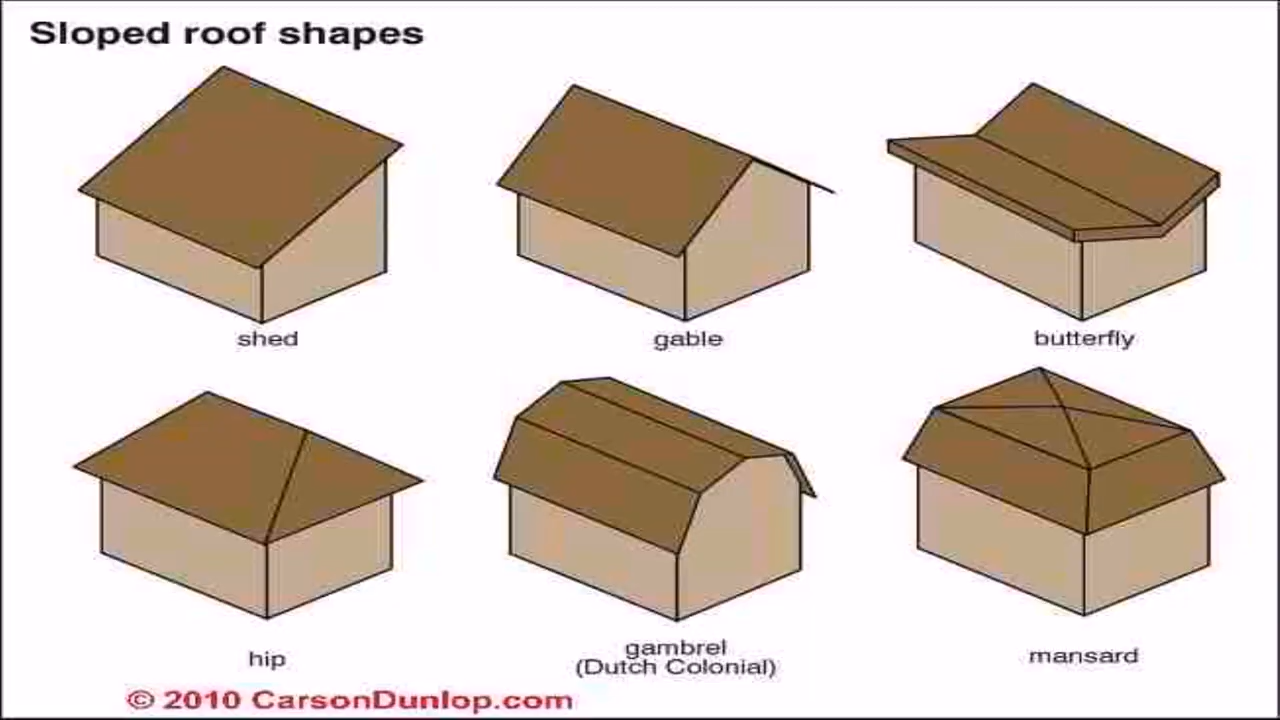 Sloped roof shapes
shed
gable
butterfly
hip
gambrel
(Dutch Colonial)
mansard
© 2010 CarsonDunlop.com